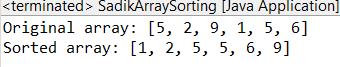 <terminated> SadikArraySorting [Java Application]
Original array: [5, 2, 9, 1, 5, 6]
Sorted array: [1, 2, 5, 5, 6, 9]